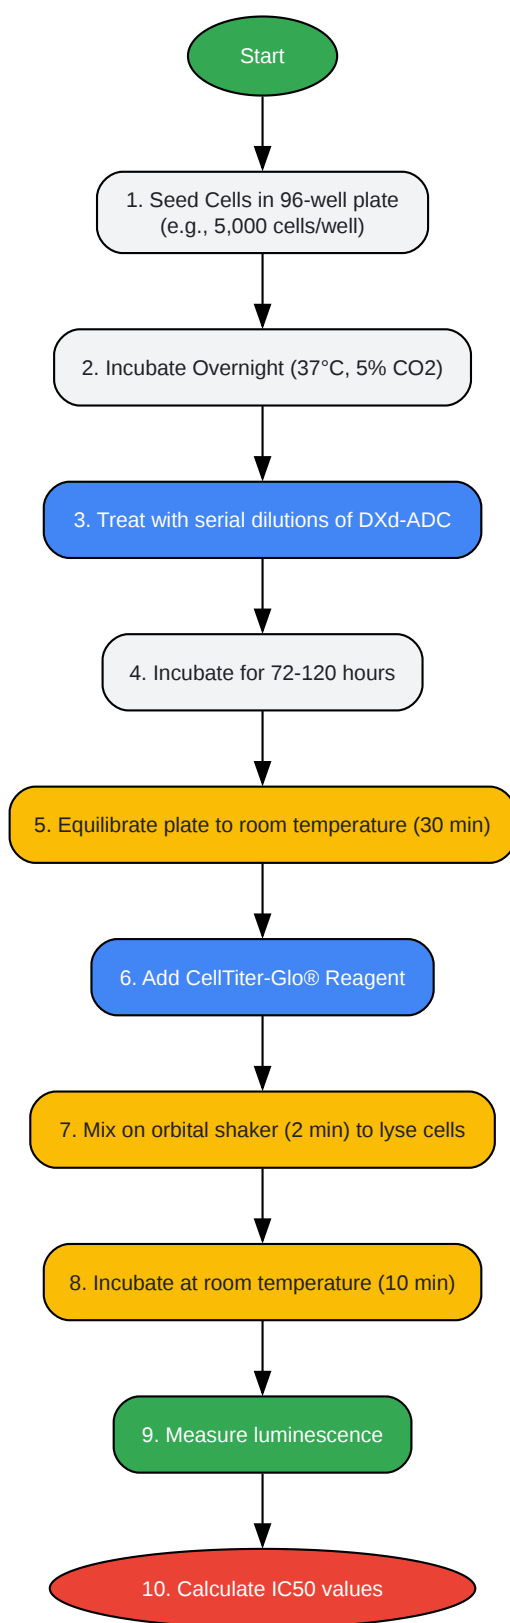 Start
1. Seed Cells in 96-well plate
(e.g., 5,000 cells/well)
2. Incubate Overnight (37°C, 5% CO2)
3. Treat with serial dilutions of DXd-ADC
4. Incubate for 72-120 hours
5. Equilibrate plate to room temperature (30 min)
6. Add CellTiter-Glo® Reagent
7. Mix on orbital shaker (2 min) to lyse cells
8. Incubate at room temperature (10 min)
9. Measure luminescence
10. Calculate IC50 values